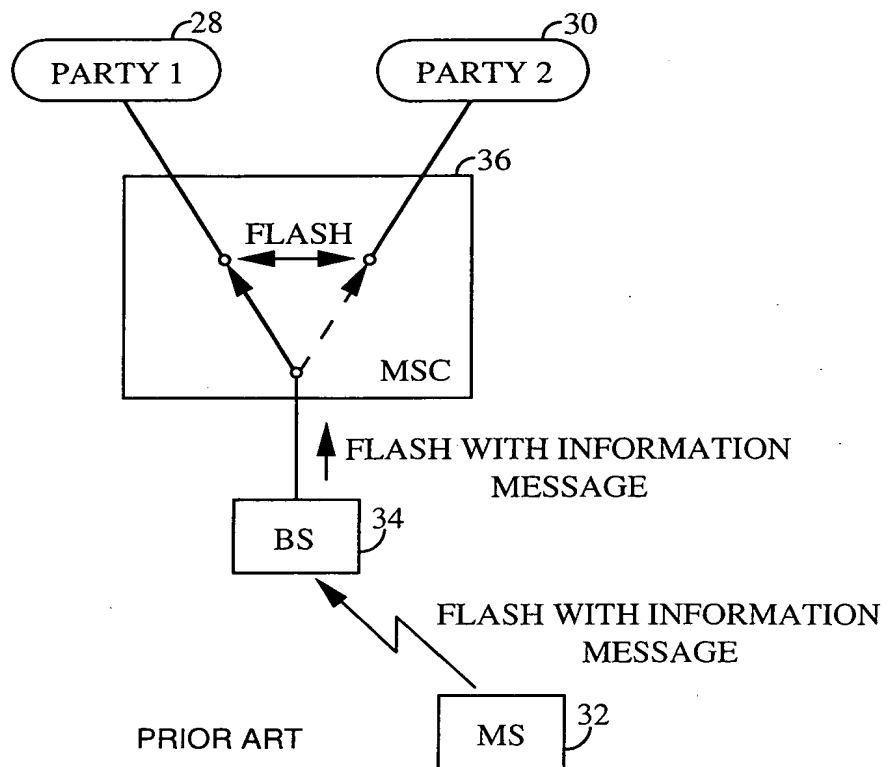 28
30
PARTY 1
PARTY 2
36
FLASH
MSC
FLASH WITH INFORMATION
MESSAGE
34
BS
FLASH WITH INFORMATION
MESSAGE
32
MS
PRIOR ART